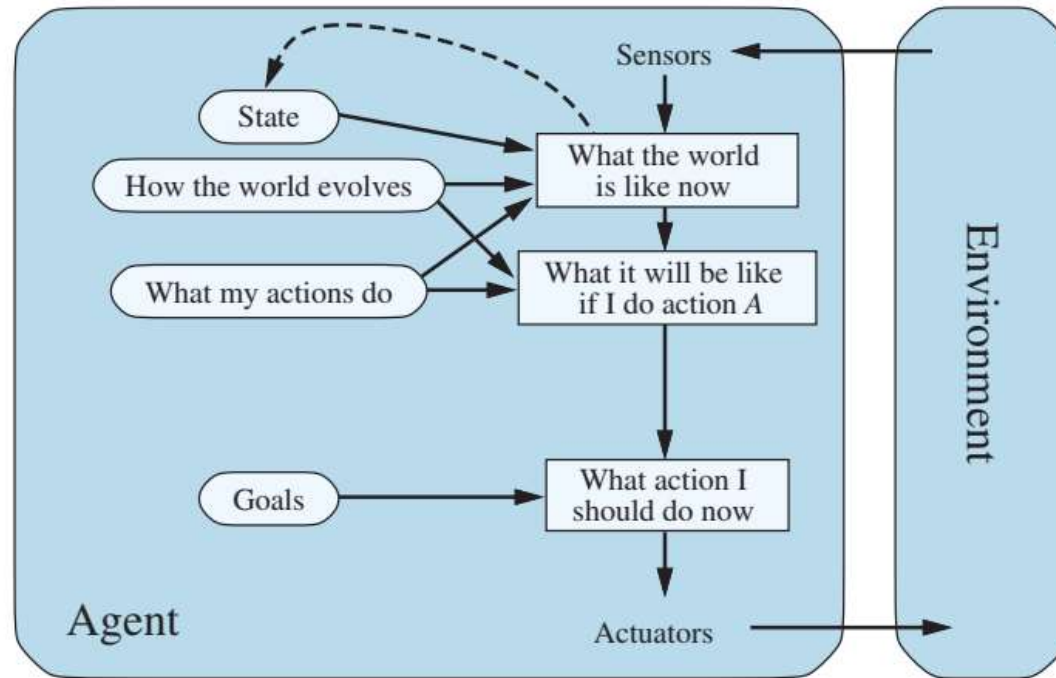 Sensors
State
What the world
is like now
How the world evolves
What it will be like
if I do action A
What my actions do
Environment
What action I
should do now
Goals
Agent
Actuators